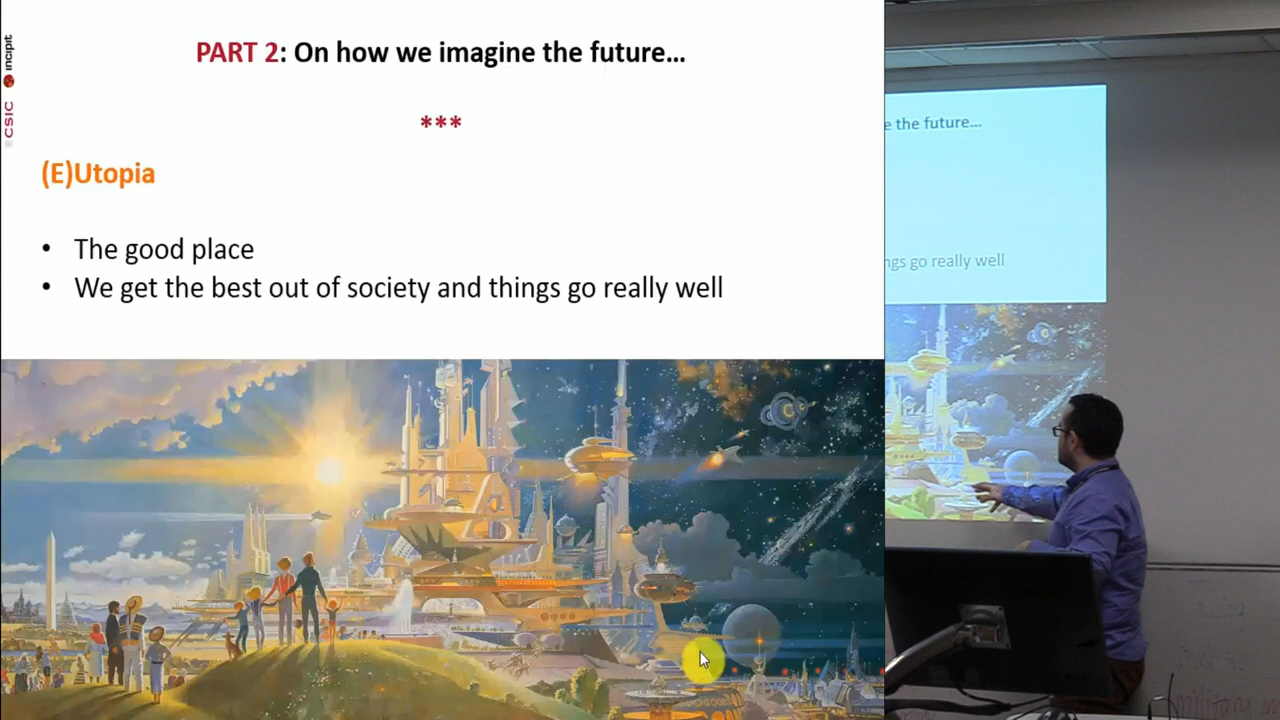 incipit
CSIC
PART 2: On how we imagine the future…
***
(E)Utopia
• The good place
• We get the best out of society and things go really well
e the future…
ngs go really well